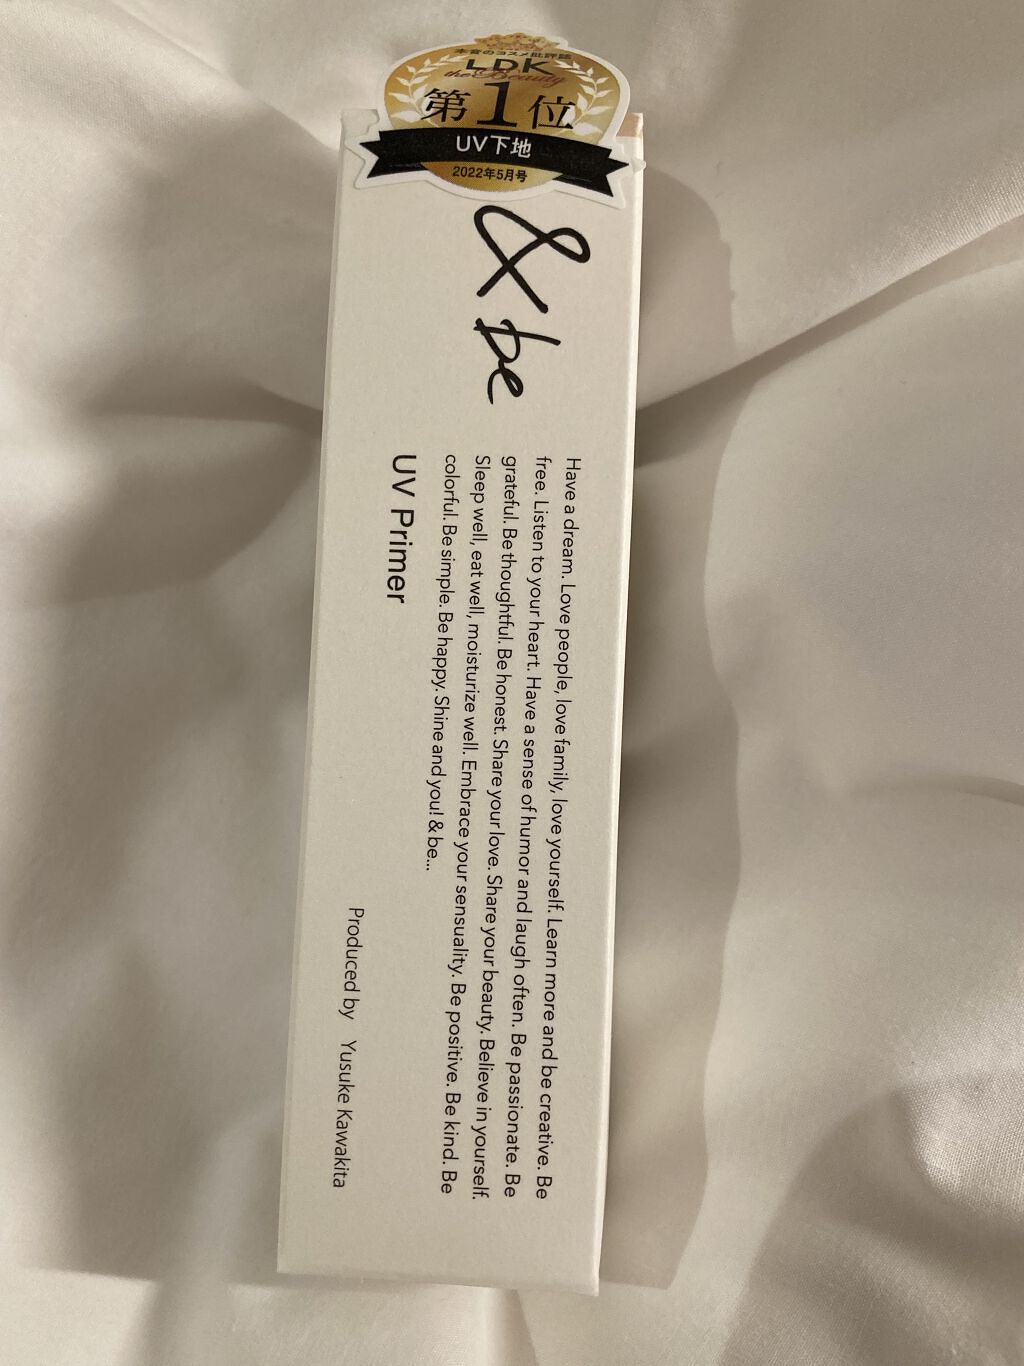 本音のコスメ批評誌
LDK
the Beauty
第1位
UV下地
2022年5月号
& be
Have a dream. Love people, love family, love yourself. Learn more and be creative. Be
free. Listen to your heart. Have a sense of humor and laugh often. Be passionate. Be
grateful. Be thoughtful. Be honest. Share your love. Share your beauty. Believe in yourself.
Sleep well, eat well, moisturize well. Embrace your sensuality. Be positive. Be kind. Be
colorful. Be simple. Be happy. Shine and you! & be...
UV Primer
Produced by Yusuke Kawakita